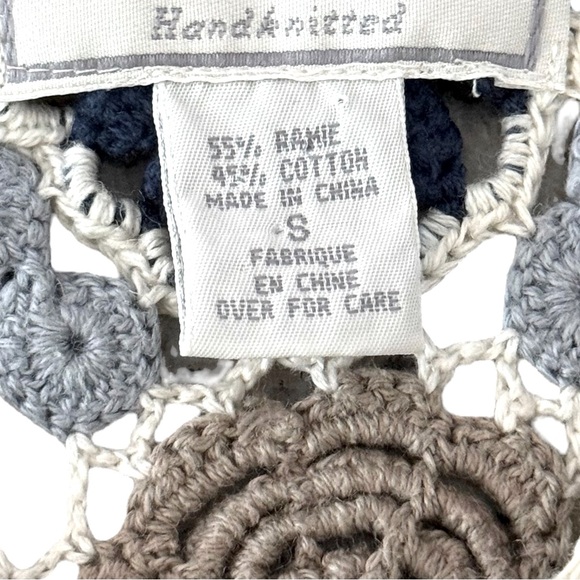 Handknitted
55% RAMIE
45% COTTON
MADE IN CHINA
S
FABRIQUE
EN CHINE
OVER FOR CARE